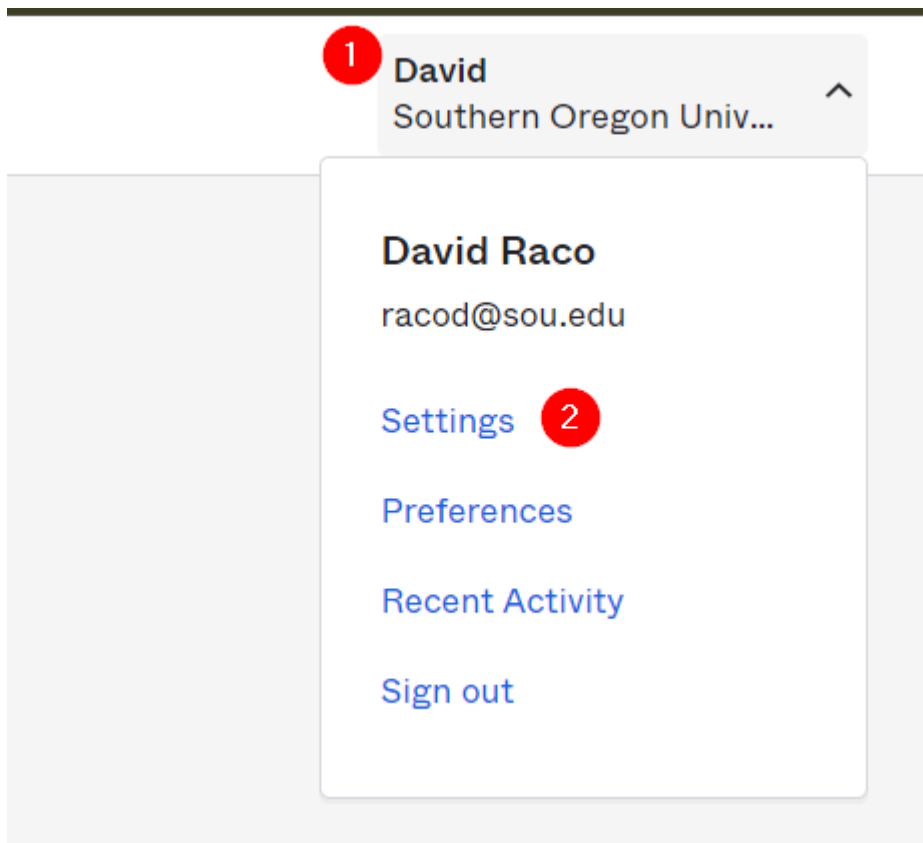 1
David
Southern Oregon Univ...
David Raco
racod@sou.edu
Settings 2
Preferences
Recent Activity
Sign out